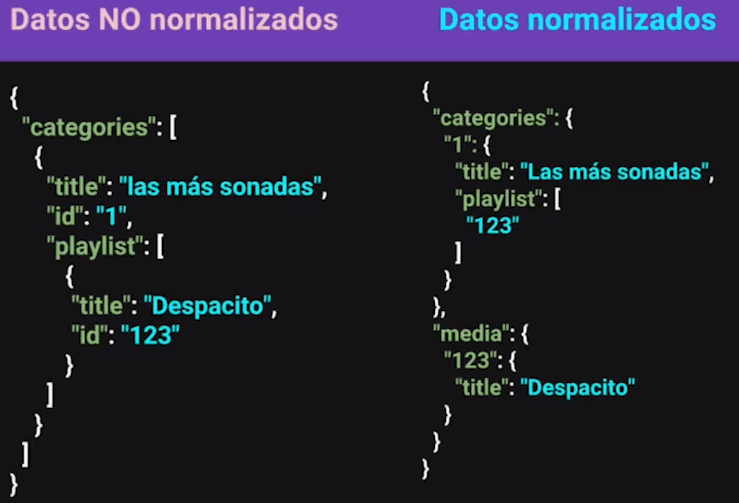 Datos NO normalizados
{
"categories": [
{
"title": "las más sonadas",
"id": "1",
"playlist": [
{
"title": "Despacito",
"id": "123"
}
]
}
]
}
Datos normalizados
{
"categories": {
"1": {
"title": "Las más sonadas",
"playlist": [
"123"
]
}
},
"media": {
"123": {
"title": "Despacito"
}
}
}